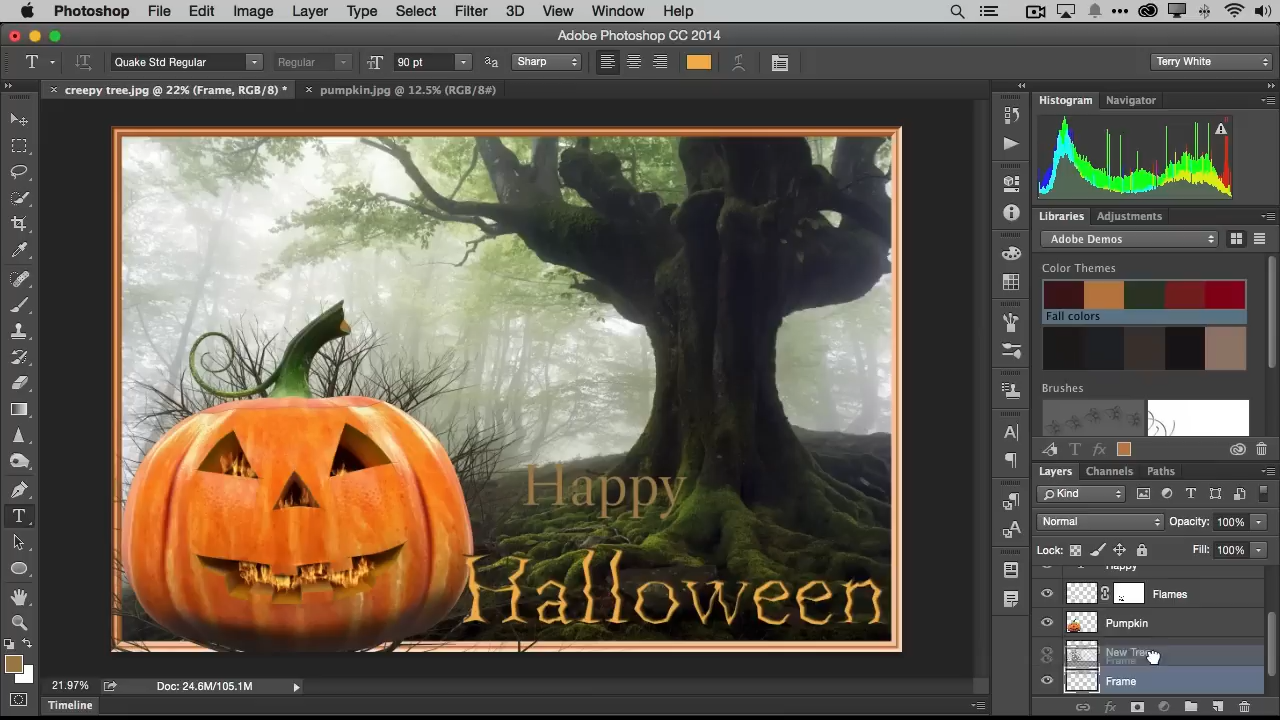 Photoshop File Edit Image Layer Type Select Filter 3D View Window Help
Adobe Photoshop CC 2014
T Quake Std Regular Regular 90 pt Sharp Terry White
creepy tree.jpg @ 22% (Frame, RGB/8) * pumpkin.jpg @ 12.5% (RGB/8#)
Histogram Navigator
Libraries Adjustments
Adobe Demos
Color Themes
Fall colors
Brushes
Happy
Halloween
Layers Channels Paths
Kind
Normal Opacity: 100%
Lock: Fill: 100%
Happy
Flames
Pumpkin
Frame
21.97% Doc: 24.6M/105.1M
Timeline